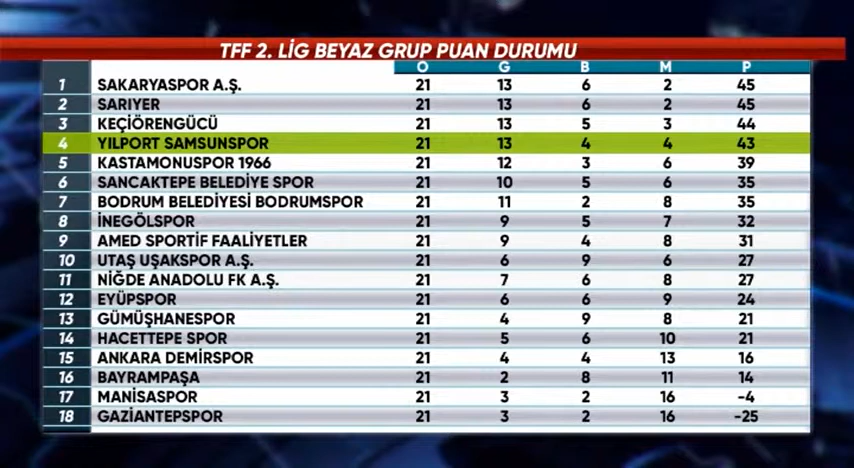 TFF 2. LİG BEYAZ GRUP PUAN DURUMU
O G B M P
1 SAKARYASPOR A.Ş. 21 13 6 2 45
2 SARIYER 21 13 6 2 45
3 KEÇİÖRENGÜCÜ 21 13 5 3 44
4 YILPORT SAMSUNSPOR 21 13 4 4 43
5 KASTAMONUSPOR 1966 21 12 3 6 39
6 SANCAKTEPE BELEDİYE SPOR 21 10 5 6 35
7 BODRUM BELEDİYESİ BODRUMSPOR 21 11 2 8 35
8 İNEGÖLSPOR 21 9 5 7 32
9 AMED SPORTİF FAALİYETLER 21 9 4 8 31
10 UTAŞ UŞAKSPOR A.Ş. 21 6 9 6 27
11 NİĞDE ANADOLU FK A.Ş. 21 7 6 8 27
12 EYÜPSPOR 21 6 6 9 24
13 GÜMÜŞHANESPOR 21 4 9 8 21
14 HACETTEPE SPOR 21 5 6 10 21
15 ANKARA DEMİRSPOR 21 4 4 13 16
16 BAYRAMPAŞA 21 2 8 11 14
17 MANİSASPOR 21 3 2 16 -4
18 GAZİANTEPSPOR 21 3 2 16 -25